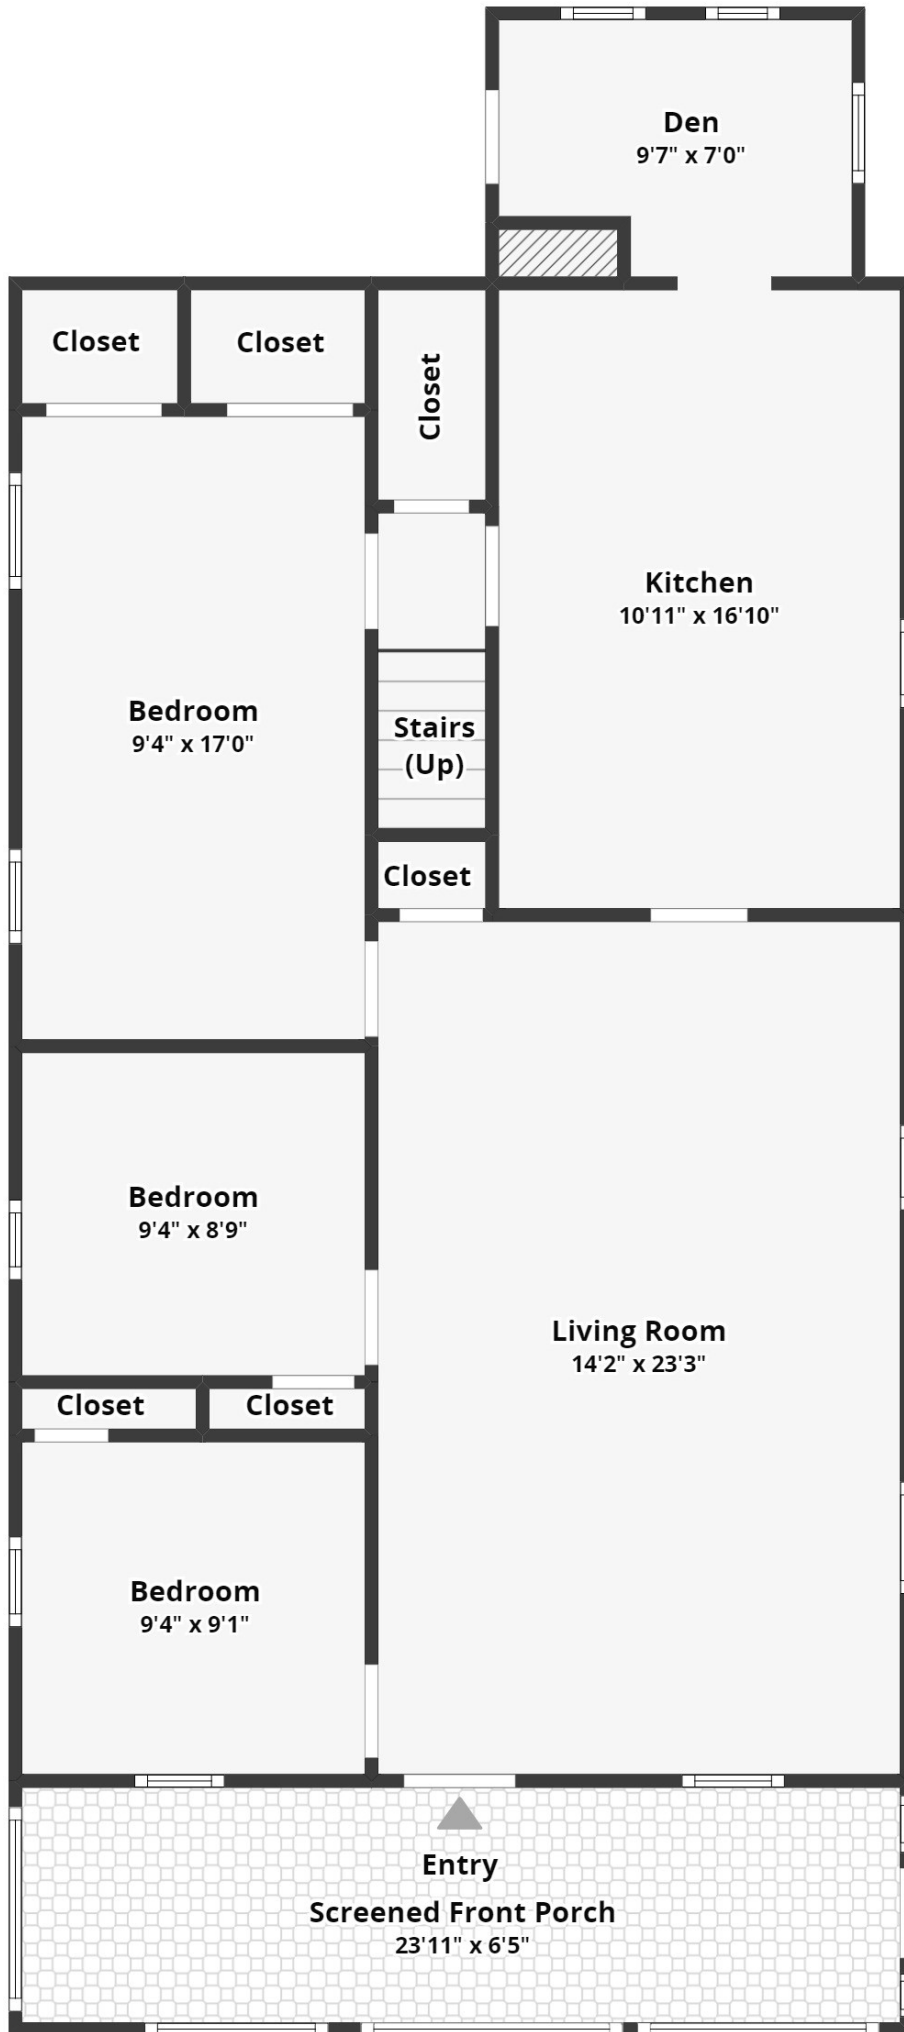 Den
9'7" x 7'0"
Closet
Closet
Closet
Kitchen
10'11" x 16'10"
Bedroom
9'4" x 17'0"
Stairs
(Up)
Closet
Bedroom
9'4" x 8'9"
Living Room
14'2" x 23'3"
Closet
Closet
Bedroom
9'4" x 9'1"
Entry
Screened Front Porch
23'11" x 6'5"